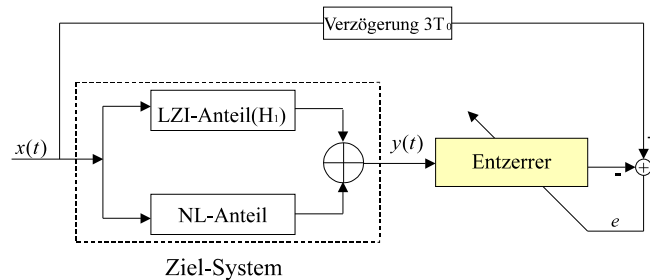 Verzögerung 3T₀
LZI-Anteil(H₁)
x(t)
y(t)
Entzerrer
-
NL-Anteil
e
Ziel-System